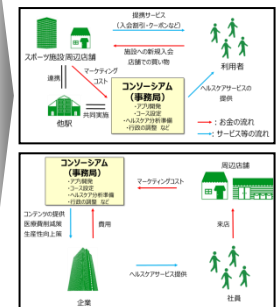 提携サービス
(入会割引・クーポンなど)
スポーツ施設
周辺店舗
施設への新規入会
店舗での買い物
利用者
マーケティング
コスト
連携
コンソーシアム
(事務局)
・アプリ開発
・コース設定
・ヘルスケア分析準備
・行政の調整 など
ヘルスケアサービスの
提供
他駅
共同実施
:お金の流れ
:サービス等の流れ
コンソーシアム
(事務局)
・アプリ開発
・コース設定
・ヘルスケア分析準備
・行政の調整 など
周辺店舗
マーケティングコスト
コンテンツの提供
医療費削減策
生産性向上策
費用
来店
ヘルスケアサービス提供
企業
社員